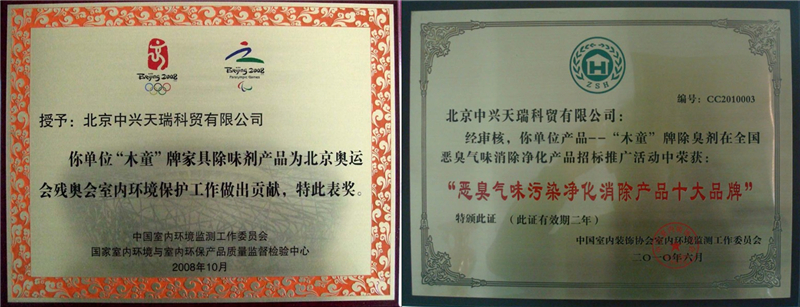 Beijing 2008
Beijing 2008
Paralympic Games
授予：北京中兴天瑞科贸有限公司
你单位“木童”牌家具除味剂产品为北京奥运
会残奥会室内环境保护工作做出贡献，特此表奖。
中国室内环境监测工作委员会
国家室内环境与室内环保产品质量监督检验中心
2008年10月
ZSH
编号：CC2010003
北京中兴天瑞科贸有限公司：
经审核，你单位产品--“木童”牌除臭剂在全国
恶臭气味消除净化产品招标推广活动中荣获：
“恶臭气味污染净化消除产品十大品牌”
特颁此证（此证有效期二年）
中国室内装饰协会室内环境监测工作委员会
二〇一〇年六月